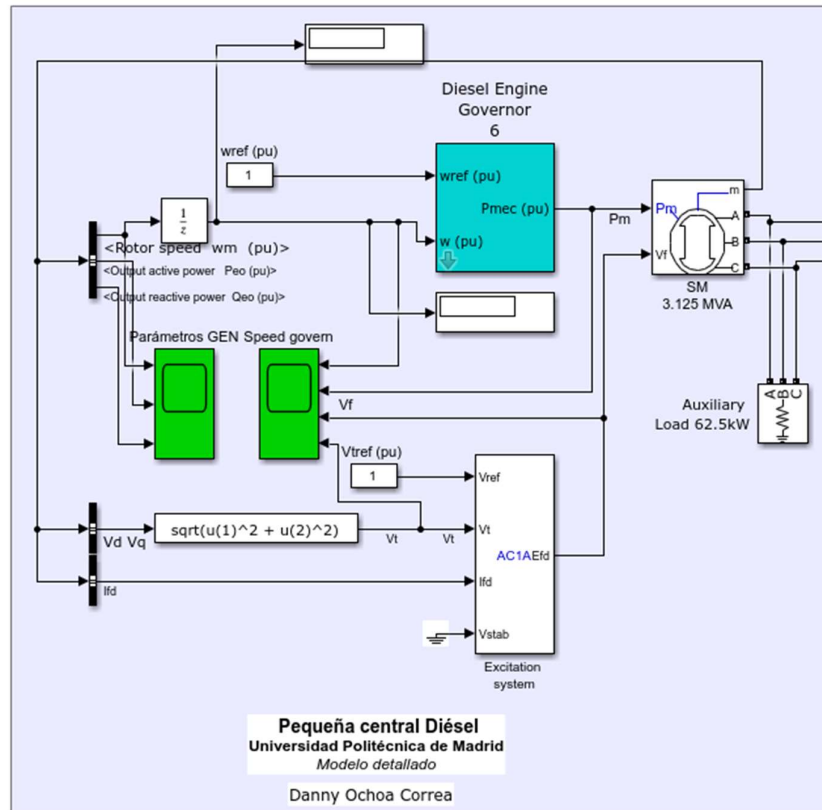 Diesel Engine
Governor
6
wref (pu)
1
wref (pu)
Pmec (pu)
w (pu)
Pm
m
Pm
A
B
C
Vf
SM
3.125 MVA
1
z
<Rotor speed wm (pu)>
<Output active power Peo (pu)>
<Output reactive power Qeo (pu)>
Parámetros GEN
Speed govern
Vf
A
B
C
Auxiliary
Load 62.5kW
Vtref (pu)
1
Vref
Vd Vq
sqrt(u(1)^2 + u(2)^2)
Vt
Vt
Vt
AC1A
Efd
Ifd
Ifd
Vstab
Excitation
system
Pequeña central Diésel
Universidad Politécnica de Madrid
Modelo detallado
Danny Ochoa Correa